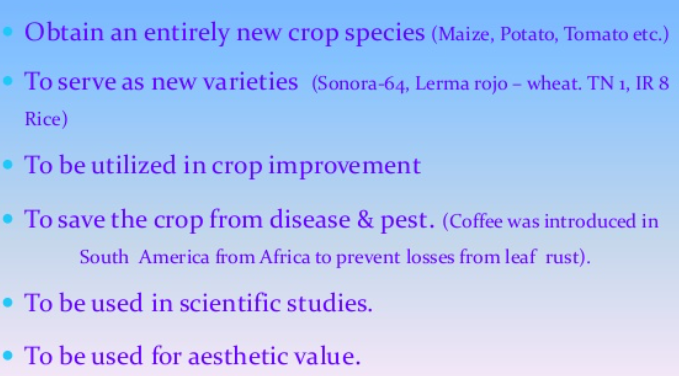 • Obtain an entirely new crop species (Maize, Potato, Tomato etc.)
• To serve as new varieties (Sonora-64, Lerma rojo – wheat. TN 1, IR 8
Rice)
• To be utilized in crop improvement
• To save the crop from disease & pest. (Coffee was introduced in
South America from Africa to prevent losses from leaf rust).
• To be used in scientific studies.
• To be used for aesthetic value.